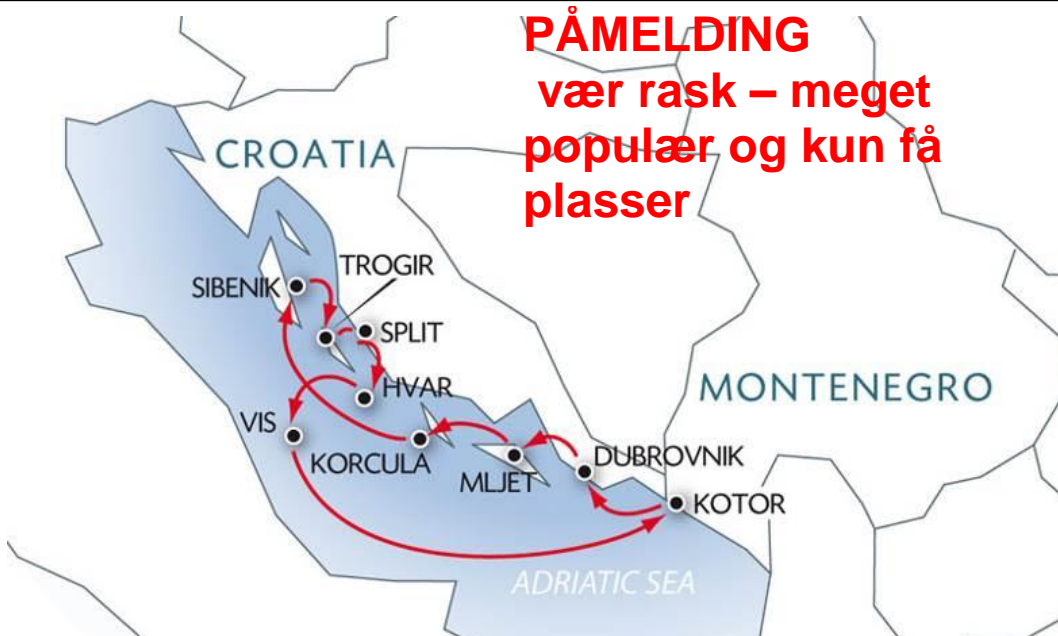 PÅMELDING
vær rask – meget
populær og kun få
plasser
CROATIA
TROGIR
SIBENIK
SPLIT
HVAR
MONTENEGRO
VIS
KORCULA
DUBROVNIK
MLJET
KOTOR
ADRIATIC SEA